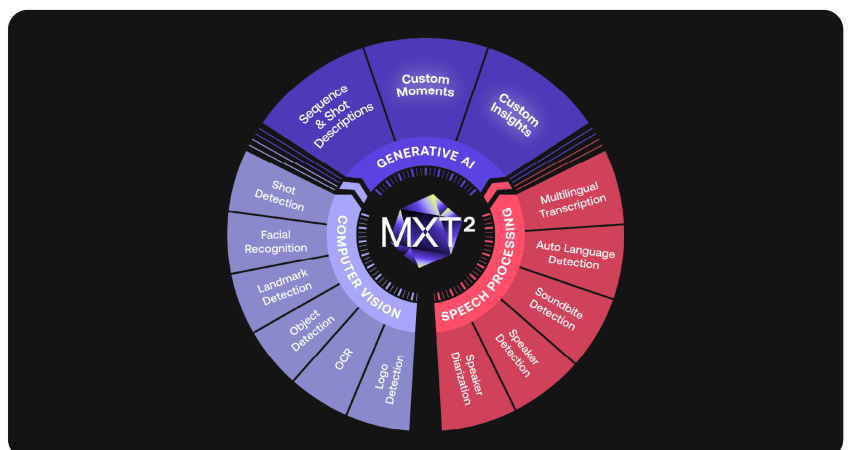 Sequence
& Shot
Descriptions
Custom
Moments
Custom
Insights
GENERATIVE AI
Shot
Detection
Facial
Recognition
Landmark
Detection
Object
Detection
OCR
Logo
Detection
COMPUTER VISION
MXT²
SPEECH PROCESSING
Multilingual
Transcription
Auto Language
Detection
Soundbite
Detection
Speaker
Detection
Speaker
Diarization